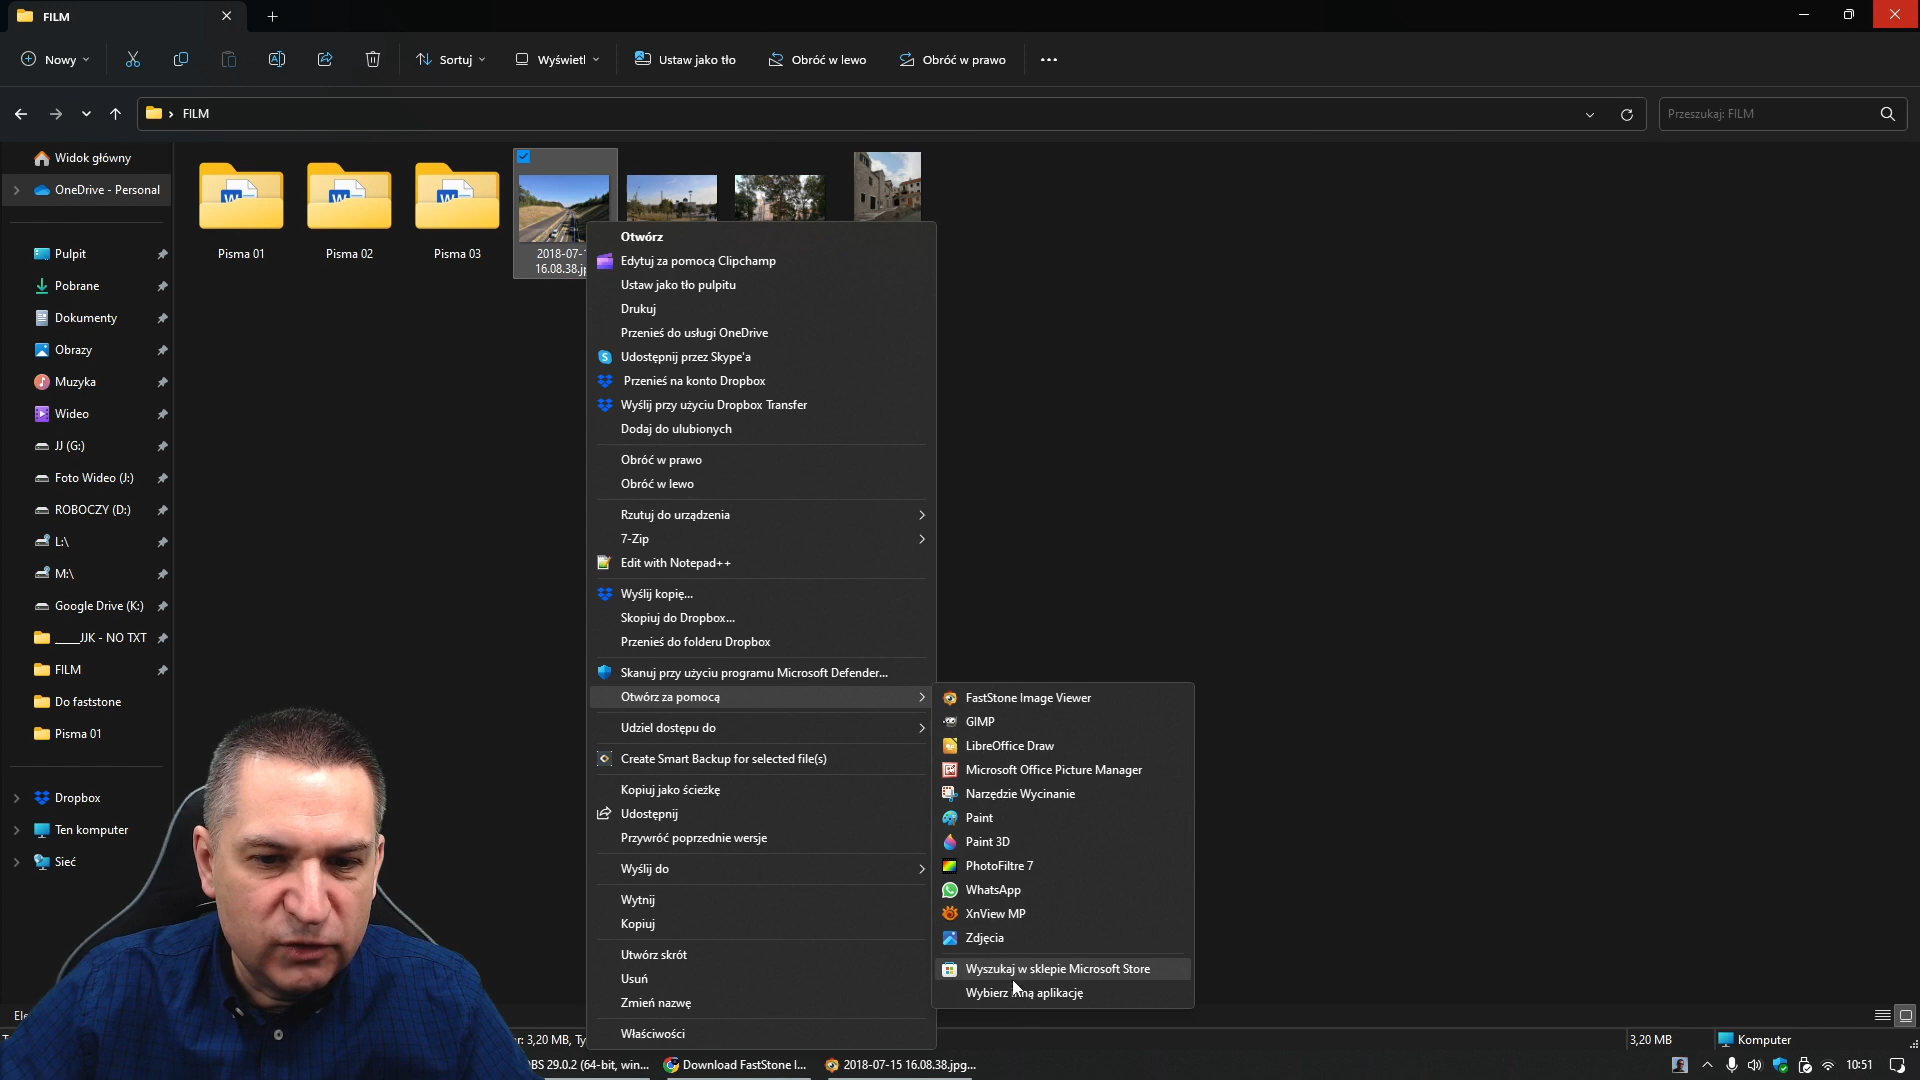 FILM
Nowy
Sortuj
Wyświetl
Ustaw jako tło
Obróć w lewo
Obróć w prawo
FILM
Przeszukaj: FILM
Widok główny
OneDrive - Personal
Pulpit
Pobrane
Dokumenty
Obrazy
Muzyka
Wideo
JJ (G:)
Foto Wideo (J:)
ROBOCZY (D:)
L:\
M:\
Google Drive (K:)
____JJK - NO TXT
FILM
Do faststone
Pisma 01
Dropbox
Ten komputer
Sieć
Pisma 01
Pisma 02
Pisma 03
2018-07-
16.08.38.j
Otwórz
Edytuj za pomocą Clipchamp
Ustaw jako tło pulpitu
Drukuj
Przenieś do usługi OneDrive
Udostępnij przez Skype'a
Przenieś na konto Dropbox
Wyślij przy użyciu Dropbox Transfer
Dodaj do ulubionych
Obróć w prawo
Obróć w lewo
Rzutuj do urządzenia
7-Zip
Edit with Notepad++
Wyślij kopię...
Skopiuj do Dropbox...
Przenieś do folderu Dropbox
Skanuj przy użyciu programu Microsoft Defender...
Otwórz za pomocą
Udziel dostępu do
Create Smart Backup for selected file(s)
Kopiuj jako ścieżkę
Udostępnij
Przywróć poprzednie wersje
Wyślij do
Wytnij
Kopiuj
Utwórz skrót
Usuń
Zmień nazwę
Właściwości
FastStone Image Viewer
GIMP
LibreOffice Draw
Microsoft Office Picture Manager
Narzędzie Wycinanie
Paint
Paint 3D
PhotoFiltre 7
WhatsApp
XnView MP
Zdjęcia
Wyszukaj w sklepie Microsoft Store
Wybierz inną aplikację
Ele
r: 3,20 MB, Ty
3,20 MB
Komputer
BS 29.0.2 (64-bit, win...
Download FastStone I...
2018-07-15 16.08.38.jpg...
10:51